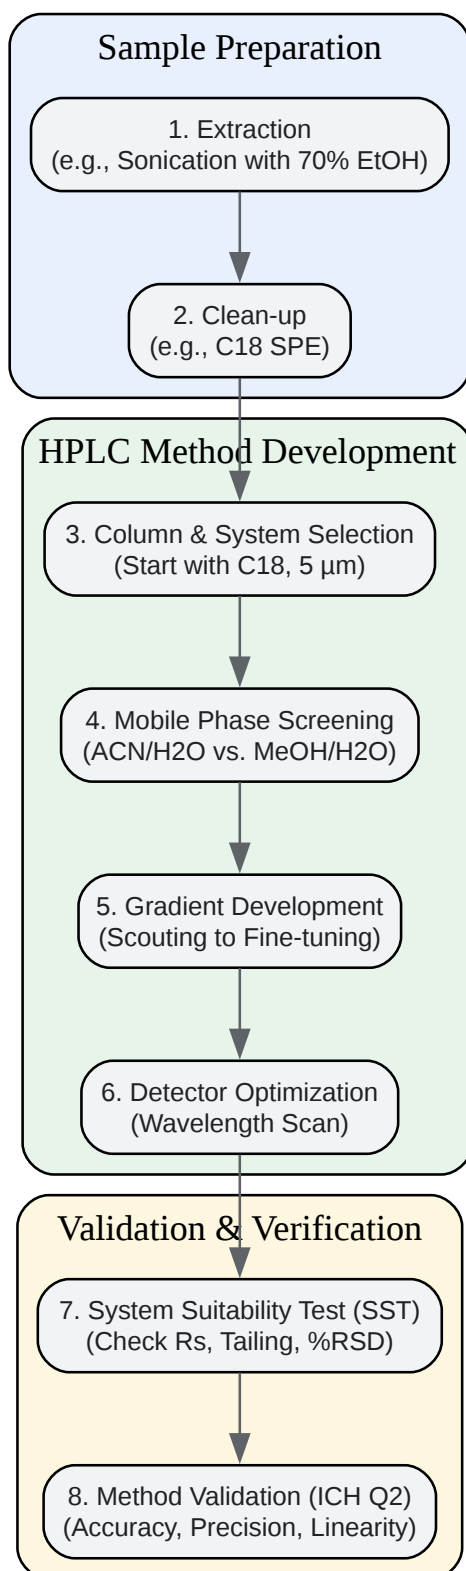 Sample Preparation
1. Extraction
(e.g., Sonication with 70% EtOH)
2. Clean-up
(e.g., C18 SPE)
HPLC Method Development
3. Column & System Selection
(Start with C18, 5 µm)
4. Mobile Phase Screening
(ACN/H2O vs. MeOH/H2O)
5. Gradient Development
(Scouting to Fine-tuning)
6. Detector Optimization
(Wavelength Scan)
Validation & Verification
7. System Suitability Test (SST)
(Check Rs, Tailing, %RSD)
8. Method Validation (ICH Q2)
(Accuracy, Precision, Linearity)